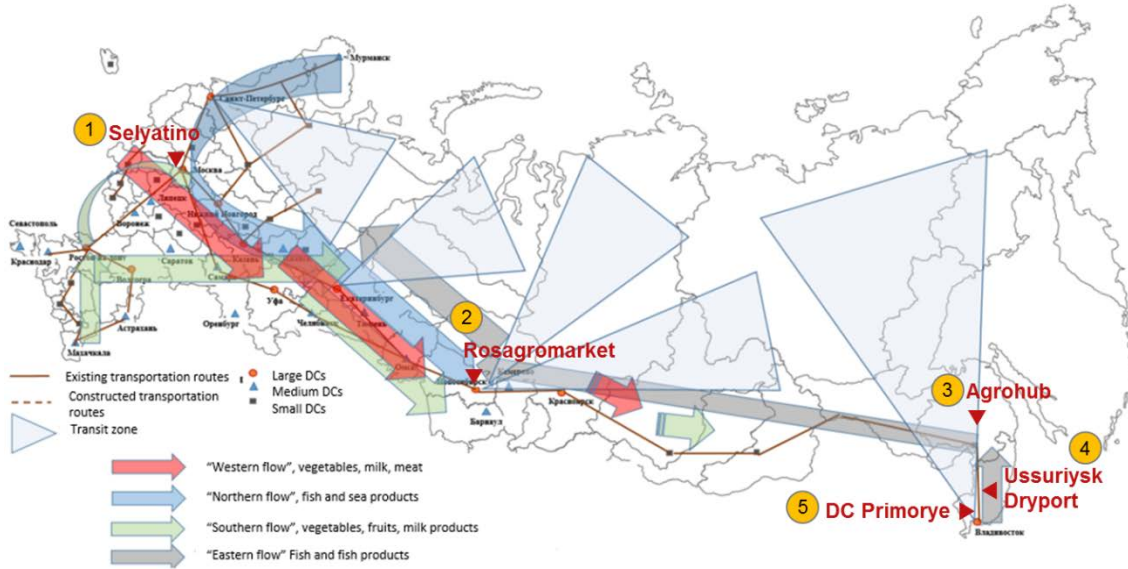 Мурманск
Санкт-Петербург
1 Selyatino
Москва
Липецк
Нижний Новгород
Севастополь
Воронеж
Краснодар
Саратов
Казань
Волгоград
Самара
Уфа
Екатеринбург
Астрахань
Оренбург
Челябинск
Тюмень
Махачкала
Омск
2
Rosagromarket
Новосибирск
Кемерово
Барнаул
Красноярск
3 Agrohub
4
Ussuriysk
Dryport
5 DC Primorye
Владивосток
Existing transportation routes
Constructed transportation
routes
Transit zone
Large DCs
Medium DCs
Small DCs
"Western flow", vegetables, milk, meat
"Northern flow", fish and sea products
"Southern flow", vegetables, fruits, milk products
"Eastern flow" Fish and fish products